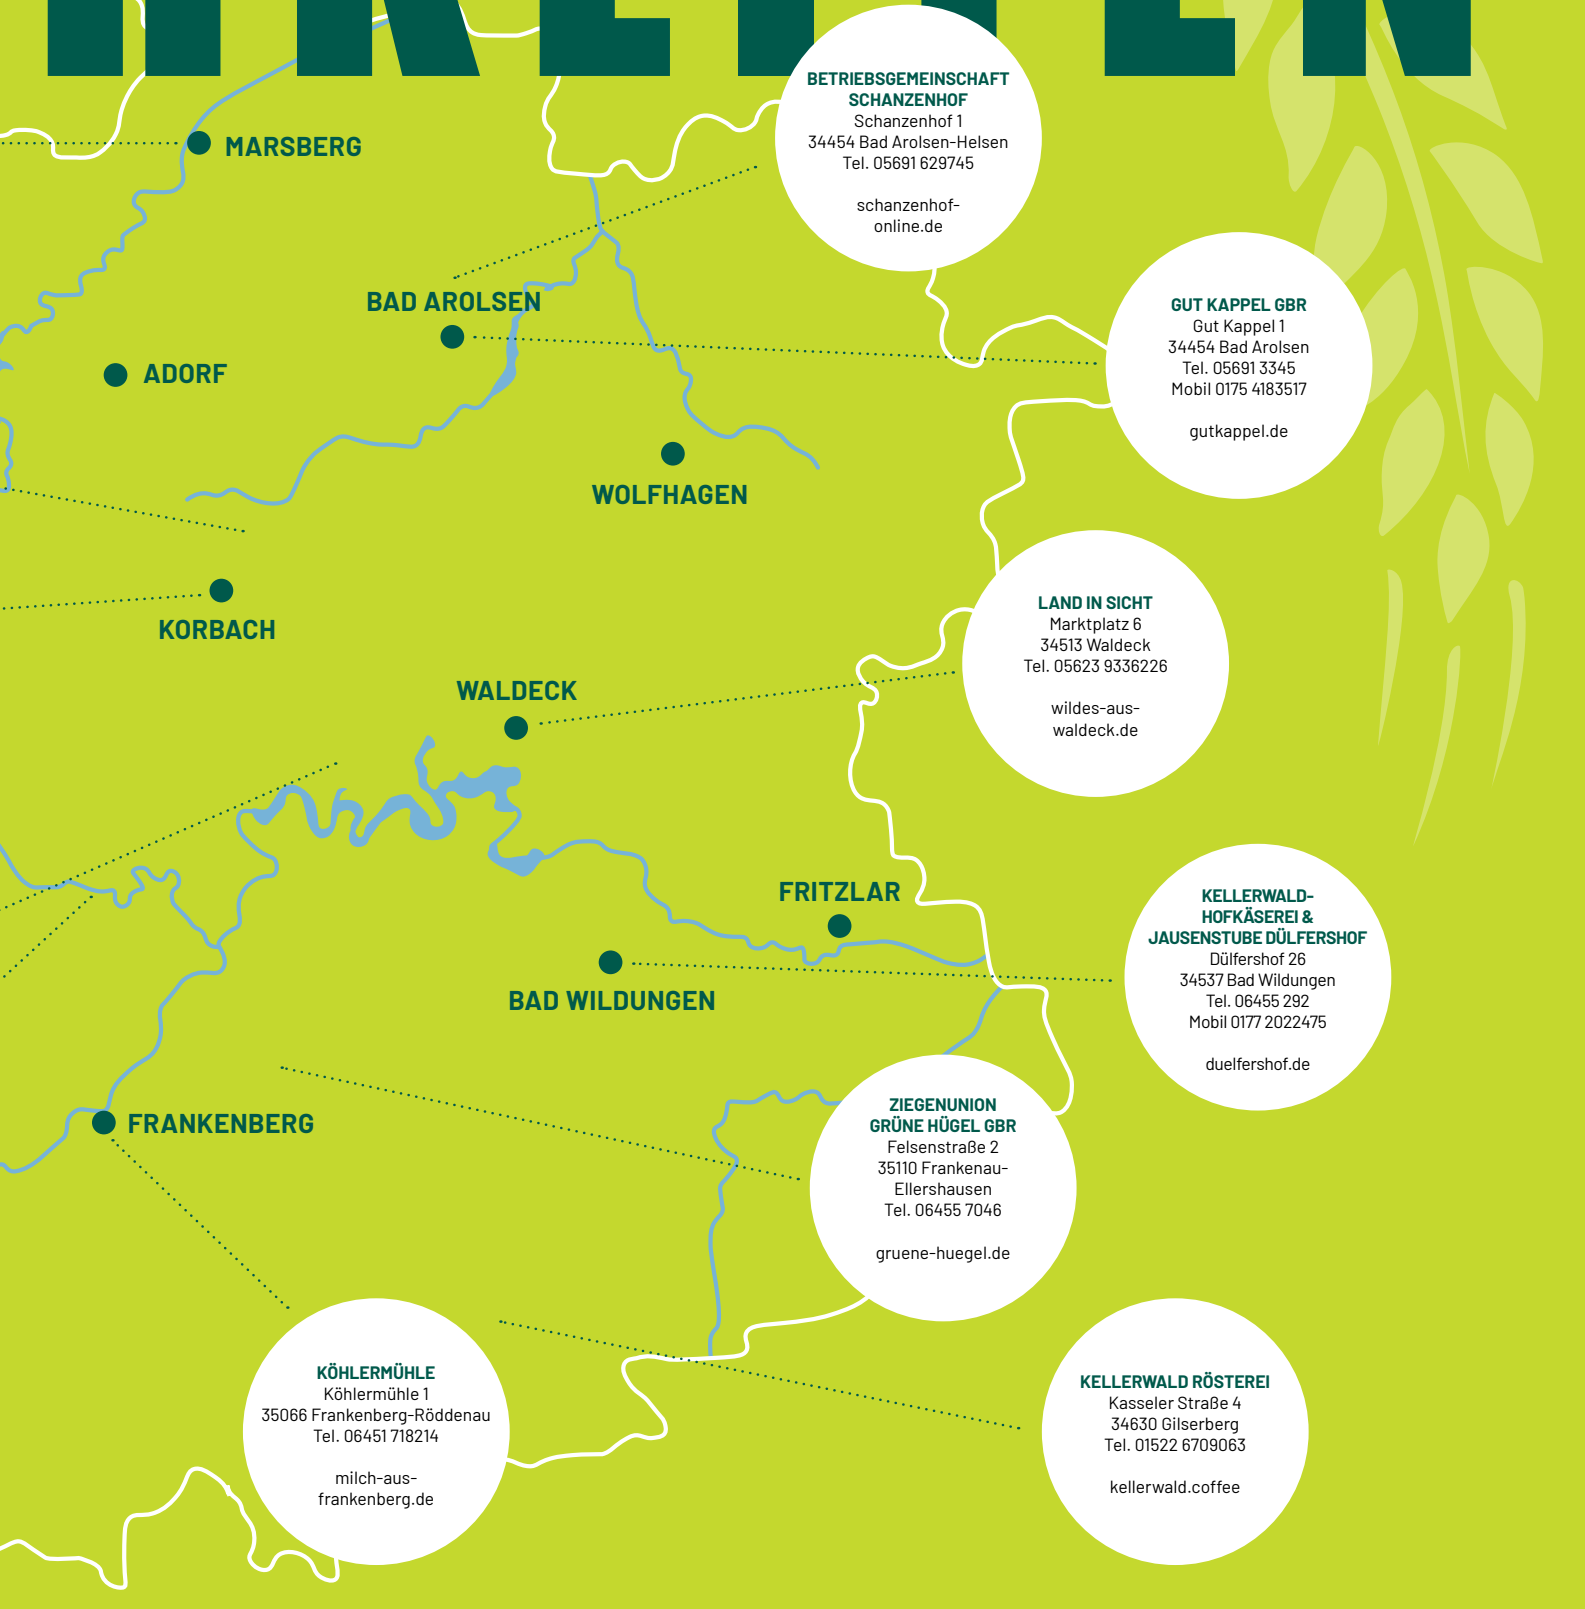 BETRIEBSGEMEINSCHAFT
SCHANZENHOF
Schanzenhof 1
34454 Bad Arolsen-Helsen
Tel. 05691 629745
schanzenhof-
online.de
MARSBERG
BAD AROLSEN
GUT KAPPEL GBR
Gut Kappel 1
34454 Bad Arolsen
Tel. 05691 3345
Mobil 0175 4183517
gutkappel.de
ADORF
WOLFHAGEN
KORBACH
LAND IN SICHT
Marktplatz 6
34513 Waldeck
Tel. 05623 9336226
wildes-aus-
waldeck.de
WALDECK
FRITZLAR
BAD WILDUNGEN
KELLERWALD-
HOFKÄSEREI &
JAUSENSTUBE DÜLFERSHOF
Dülfershof 26
34537 Bad Wildungen
Tel. 06455 292
Mobil 0177 2022475
duelfershof.de
FRANKENBERG
ZIEGENUNION
GRÜNE HÜGEL GBR
Felsenstraße 2
35110 Frankenau-
Ellershausen
Tel. 06455 7046
gruene-huegel.de
KÖHLERMÜHLE
Köhlermühle 1
35066 Frankenberg-Röddenau
Tel. 06451 718214
milch-aus-
frankenberg.de
KELLERWALD RÖSTEREI
Kasseler Straße 4
34630 Gilserberg
Tel. 01522 6709063
kellerwald.coffee